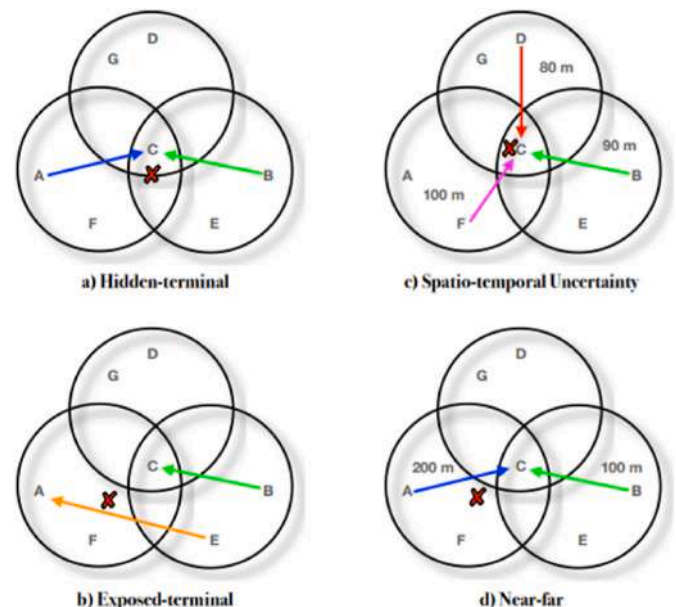 D
G
C
A
B
F
E
a) Hidden-terminal
D
G
80 m
C
90 m
A
B
100 m
F
E
c) Spatio-temporal Uncertainty
D
G
C
A
B
F
E
b) Exposed-terminal
D
G
200 m
C
100 m
A
B
F
E
d) Near-far